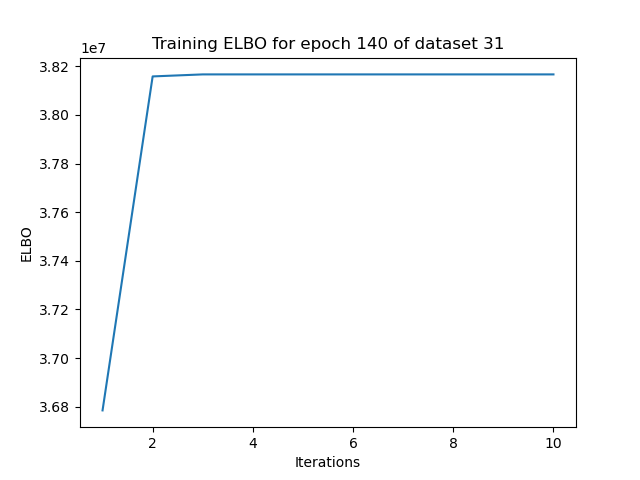 Training ELBO for epoch 140 of dataset 31
1e7
3.82
3.80
3.78
3.76
3.74
3.72
3.70
3.68
ELBO
2 4 6 8 10
Iterations